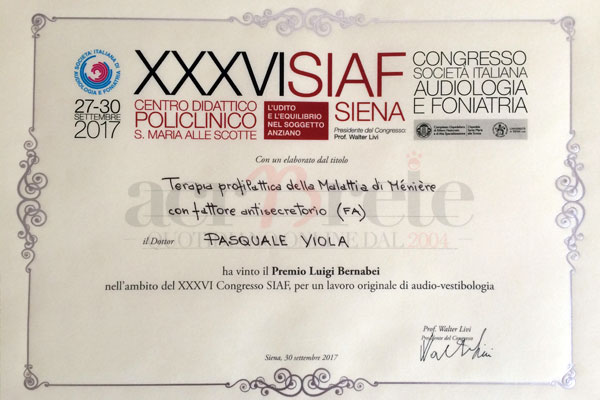 SOCIETÀ ITALIANA DI AUDIOLOGIA E FONIATRIA
XXXVISIAF
CONGRESSO
SOCIETÀ ITALIANA
AUDIOLOGIA
E FONIATRIA
27-30
SETTEMBRE
2017
CENTRO DIDATTICO
POLICLINICO
S. MARIA ALLE SCOTTE
L'UDITO
E L'EQUILIBRIO
NEL SOGGETTO
ANZIANO
SIENA
Presidente del Congresso:
Prof. Walter Livi
Con un elaborato dal titolo
Terapia profilattica della Malattia di Ménière
con fattore antisecretorio (FA)
il Dottor PASQUALE VIOLA
2004
ha vinto il Premio Luigi Bernabei
nell'ambito del XXXVI Congresso SIAF, per un lavoro originale di audio-vestibologia
Prof. Walter Livi
Presidente del Congresso
Siena, 30 settembre 2017